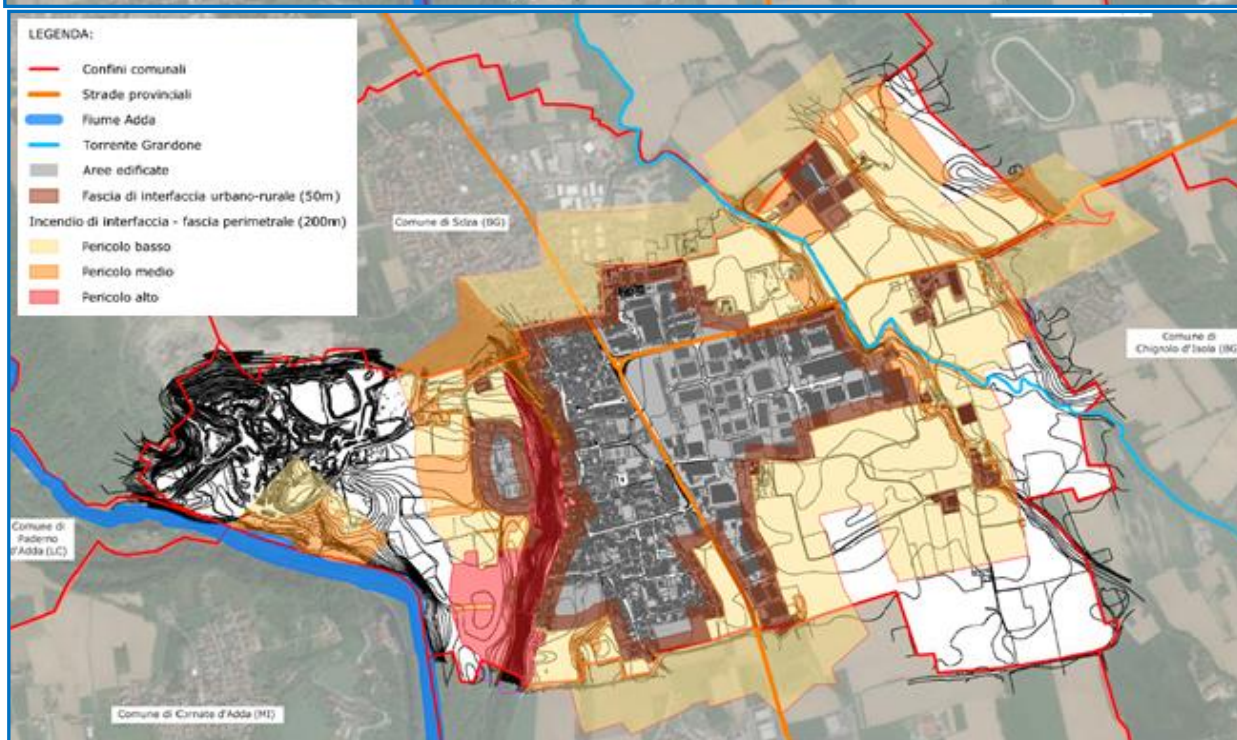 LEGENDA:
Confini comunali
Strade provinciali
Fiume Adda
Torrente Grandone
Aree edificate
Fascia di interfaccia urbano-rurale (50m)
Incendio di interfaccia - fascia perimetrale (200m)
Pericolo basso
Pericolo medio
Pericolo alto
Comune di Solza (BG)
Comune di
Chignolo d'Isola (BG)
Comune di
Paderno
d'Adda (LC)
Comune di Cornate d'Adda (MI)